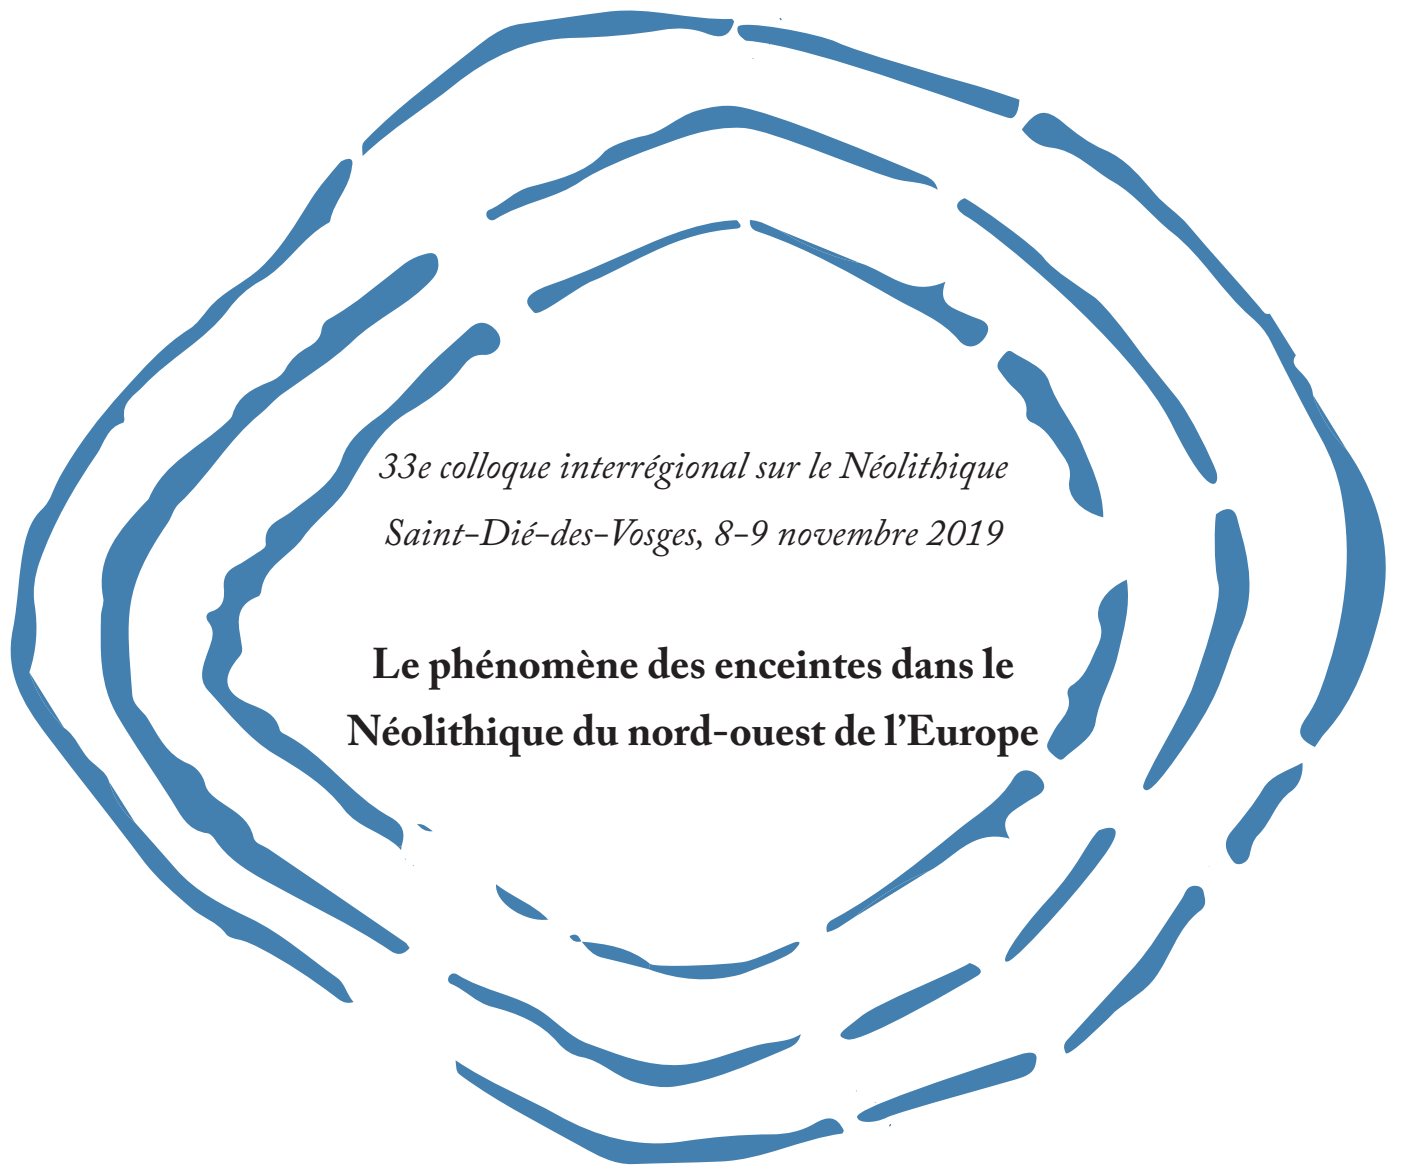 33e colloque interrégional sur le Néolithique
Saint-Dié-des-Vosges, 8-9 novembre 2019
Le phénomène des enceintes dans le
Néolithique du nord-ouest de l’Europe